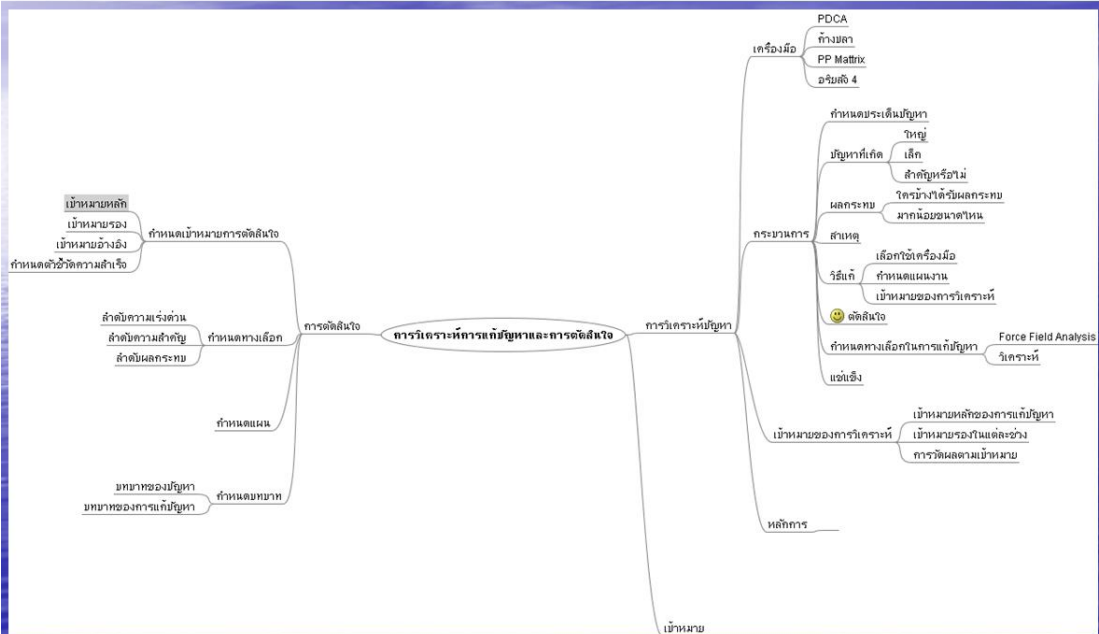 การวิเคราะห์การแก้ปัญหาและการตัดสินใจ
การวิเคราะห์ปัญหา
เครื่องมือ
PDCA
ก้างปลา
PP Mattrix
อริยสัจ 4
กระบวนการ
กำหนดประเด็นปัญหา
ปัญหาที่เกิด
ใหญ่
เล็ก
สำคัญหรือไม่
ผลกระทบ
ใครบ้างได้รับผลกระทบ
มากน้อยขนาดไหน
สาเหตุ
วิธีแก้
เลือกใช้เครื่องมือ
กำหนดแผนงาน
เป้าหมายของการวิเคราะห์
ตัดสินใจ
กำหนดทางเลือกในการแก้ปัญหา
Force Field Analysis
วิเคราะห์
แช่แข็ง
เป้าหมายของการวิเคราะห์
เป้าหมายหลักของการแก้ปัญหา
เป้าหมายรองในแต่ละช่วง
การวัดผลตามเป้าหมาย
หลักการ
เป้าหมาย
การตัดสินใจ
กำหนดเป้าหมายการตัดสินใจ
เป้าหมายหลัก
เป้าหมายรอง
เป้าหมายอ้างอิง
กำหนดตัวชี้วัดความสำเร็จ
กำหนดทางเลือก
ลำดับความเร่งด่วน
ลำดับความสำคัญ
ลำดับผลกระทบ
กำหนดแผน
กำหนดบทบาท
บทบาทของปัญหา
บทบาทของการแก้ปัญหา